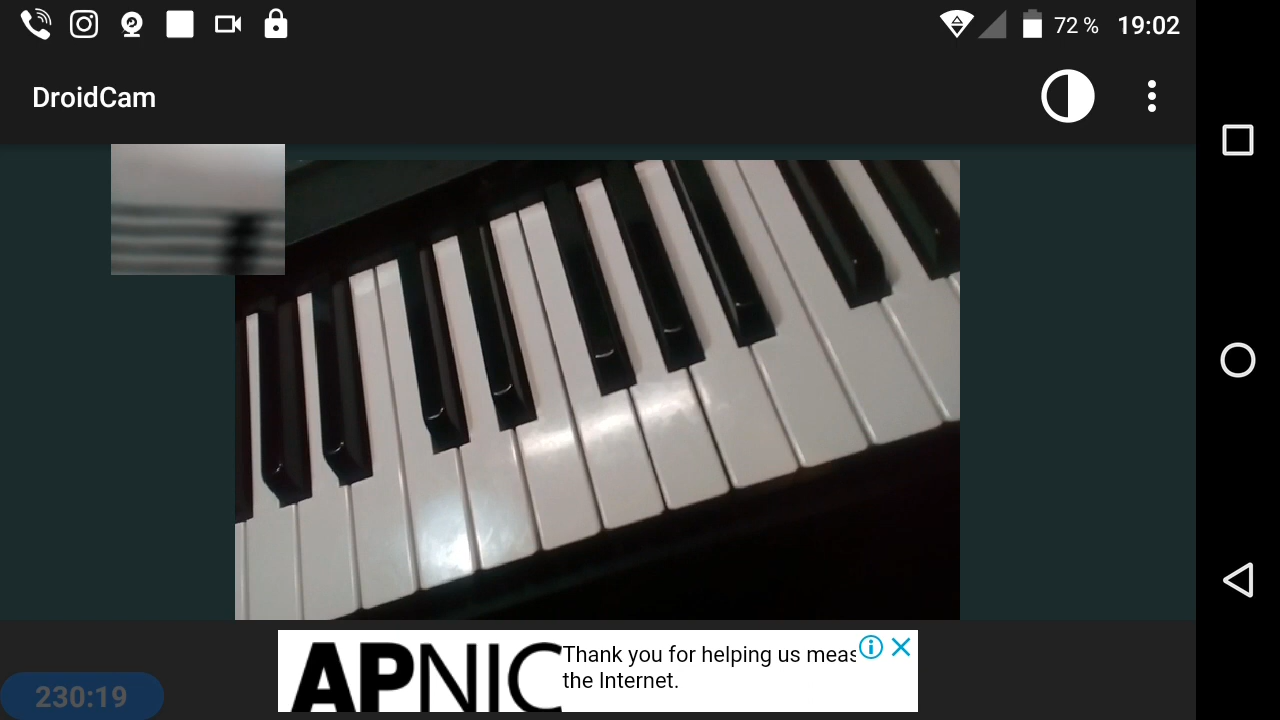 72 % 19:02
DroidCam
APNIC
Thank you for helping us meas
the Internet.
230:19